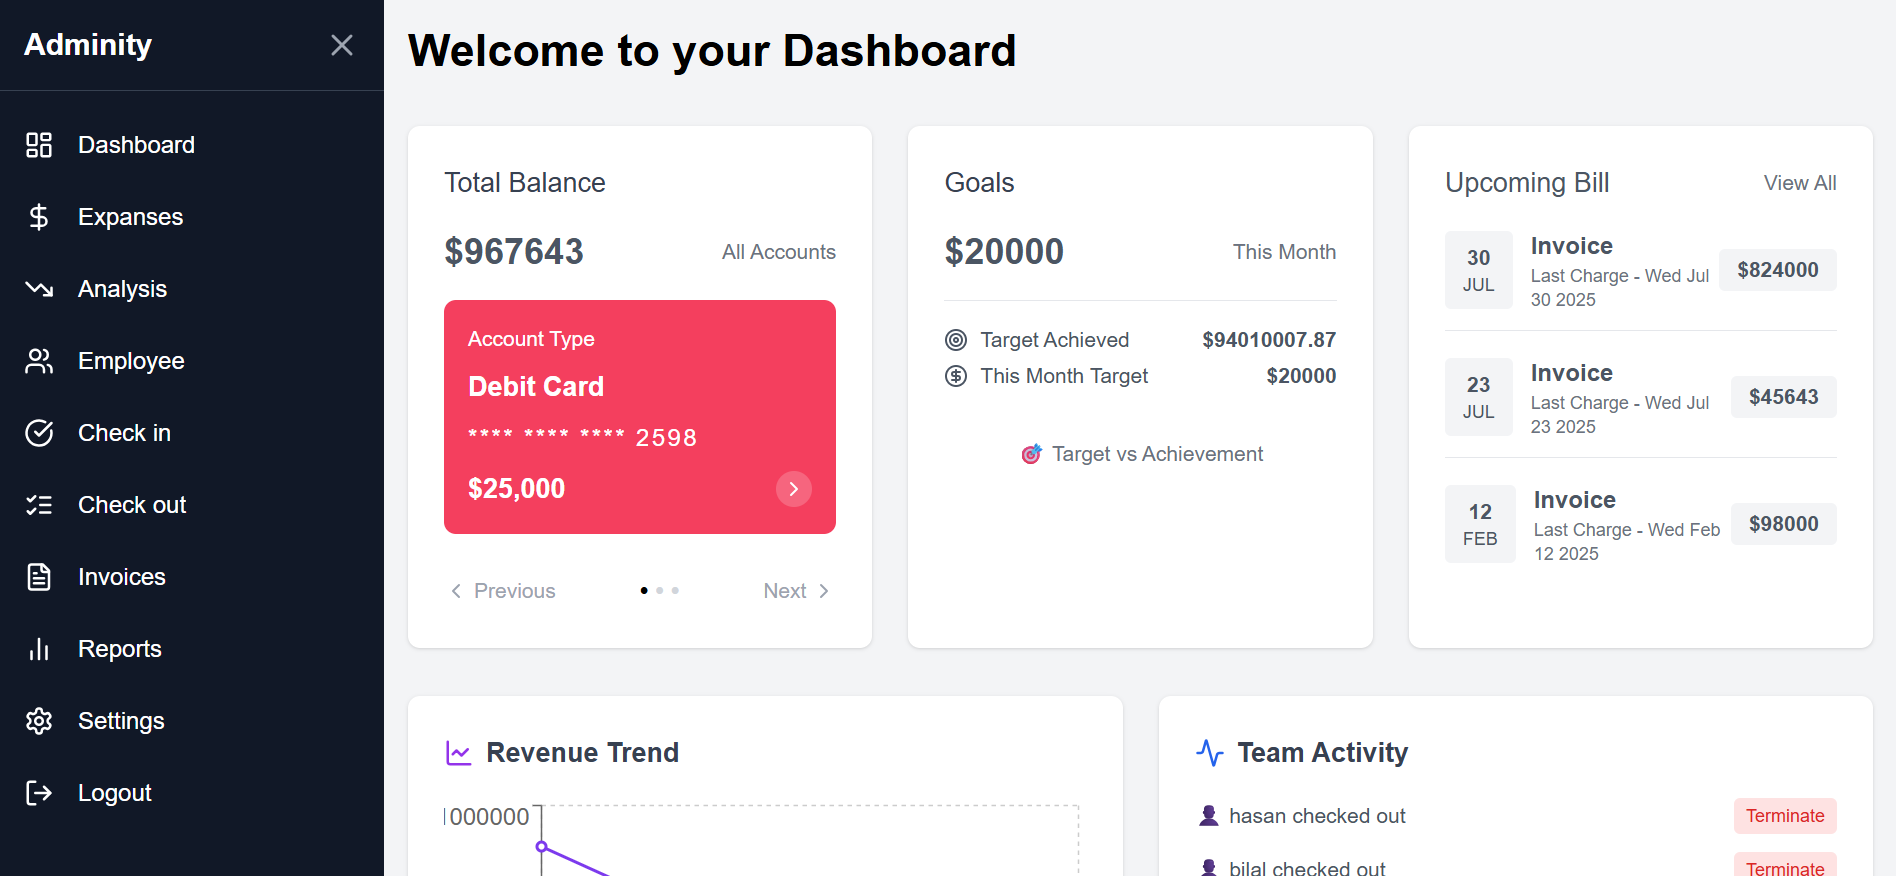 Adminity
Dashboard
Expanses
Analysis
Employee
Check in
Check out
Invoices
Reports
Settings
Logout
Welcome to your Dashboard
Total Balance
$967643 All Accounts
Account Type
Debit Card
**** **** **** 2598
$25,000
Previous Next
Goals
$20000 This Month
Target Achieved $94010007.87
This Month Target $20000
🎯 Target vs Achievement
Upcoming Bill View All
30 JUL
Invoice
Last Charge - Wed Jul
30 2025
$824000
23 JUL
Invoice
Last Charge - Wed Jul
23 2025
$45643
12 FEB
Invoice
Last Charge - Wed Feb
12 2025
$98000
Revenue Trend
000000
Team Activity
👤 hasan checked out Terminate
👤 bilal checked out Terminate